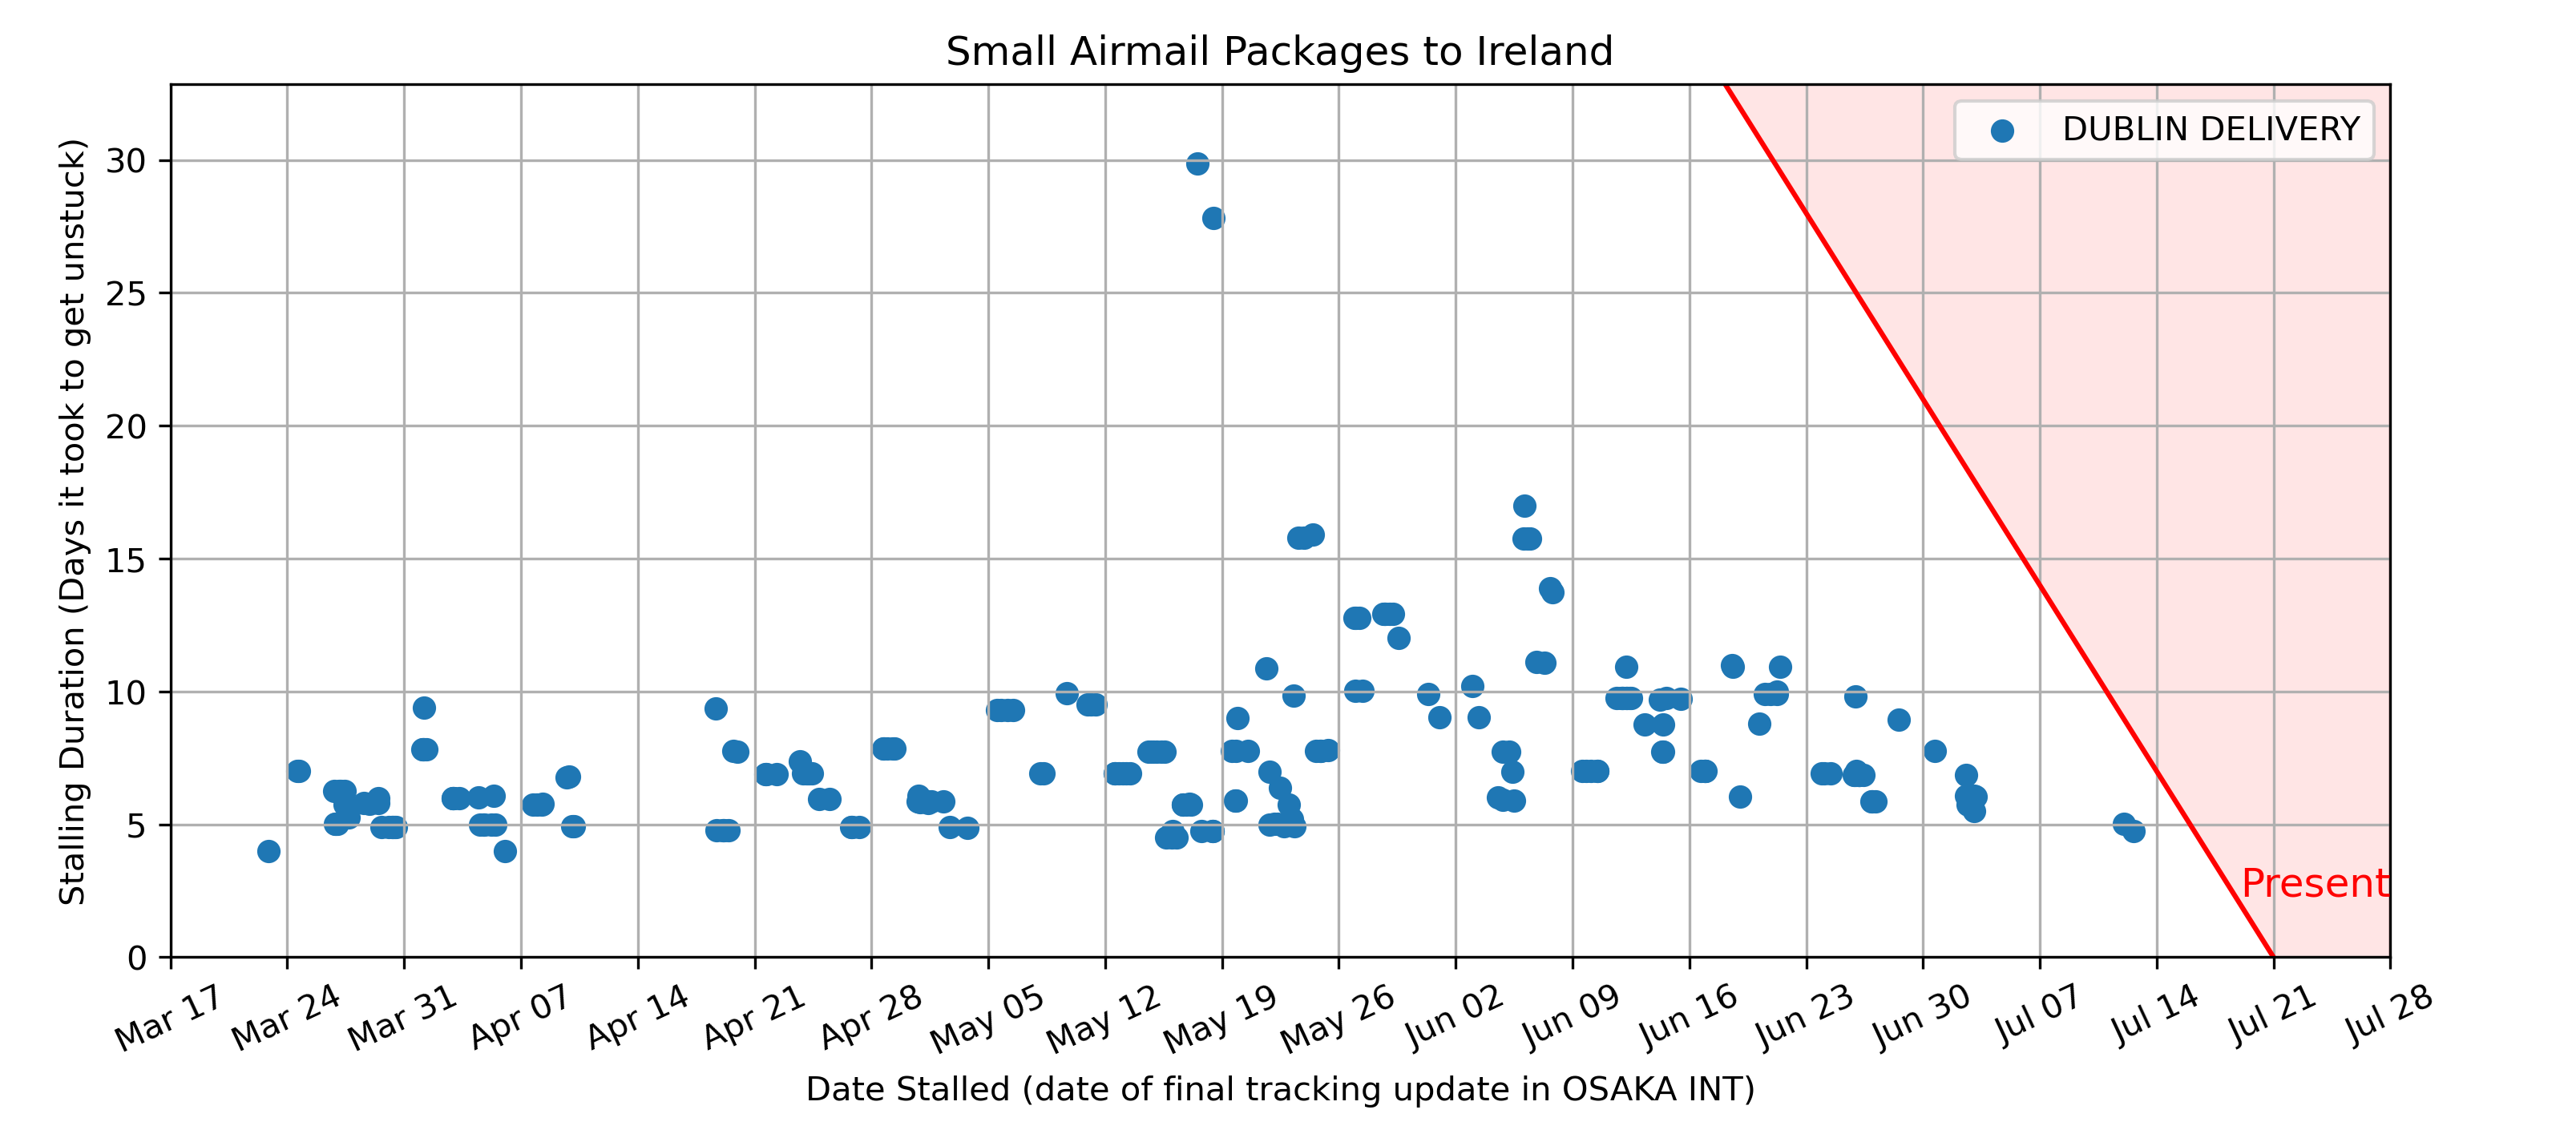 Small Airmail Packages to Ireland
DUBLIN DELIVERY
Stalling Duration (Days it took to get unstuck)
30
25
20
15
10
5
0
Present
Mar 17 Mar 24 Mar 31 Apr 07 Apr 14 Apr 21 Apr 28 May 05 May 12 May 19 May 26 Jun 02 Jun 09 Jun 16 Jun 23 Jun 30 Jul 07 Jul 14 Jul 21 Jul 28
Date Stalled (date of final tracking update in OSAKA INT)